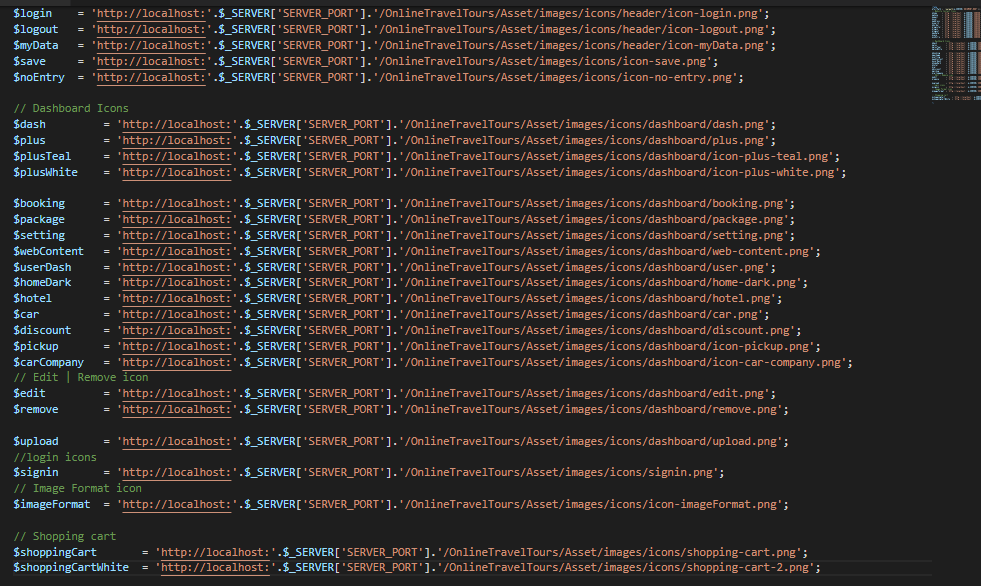 $login    = 'http://localhost:'.$_SERVER['SERVER_PORT'].'/OnlineTravelTours/Asset/images/icons/header/icon-login.png';
$logout   = 'http://localhost:'.$_SERVER['SERVER_PORT'].'/OnlineTravelTours/Asset/images/icons/header/icon-logout.png';
$myData   = 'http://localhost:'.$_SERVER['SERVER_PORT'].'/OnlineTravelTours/Asset/images/icons/header/icon-myData.png';
$save     = 'http://localhost:'.$_SERVER['SERVER_PORT'].'/OnlineTravelTours/Asset/images/icons/icon-save.png';
$noEntry  = 'http://localhost:'.$_SERVER['SERVER_PORT'].'/OnlineTravelTours/Asset/images/icons/icon-no-entry.png';

// Dashboard Icons
$dash         = 'http://localhost:'.$_SERVER['SERVER_PORT'].'/OnlineTravelTours/Asset/images/icons/dashboard/dash.png';
$plus         = 'http://localhost:'.$_SERVER['SERVER_PORT'].'/OnlineTravelTours/Asset/images/icons/dashboard/plus.png';
$plusTeal     = 'http://localhost:'.$_SERVER['SERVER_PORT'].'/OnlineTravelTours/Asset/images/icons/dashboard/icon-plus-teal.png';
$plusWhite    = 'http://localhost:'.$_SERVER['SERVER_PORT'].'/OnlineTravelTours/Asset/images/icons/dashboard/icon-plus-white.png';

$booking      = 'http://localhost:'.$_SERVER['SERVER_PORT'].'/OnlineTravelTours/Asset/images/icons/dashboard/booking.png';
$package      = 'http://localhost:'.$_SERVER['SERVER_PORT'].'/OnlineTravelTours/Asset/images/icons/dashboard/package.png';
$setting      = 'http://localhost:'.$_SERVER['SERVER_PORT'].'/OnlineTravelTours/Asset/images/icons/dashboard/setting.png';
$webContent   = 'http://localhost:'.$_SERVER['SERVER_PORT'].'/OnlineTravelTours/Asset/images/icons/dashboard/web-content.png';
$userDash     = 'http://localhost:'.$_SERVER['SERVER_PORT'].'/OnlineTravelTours/Asset/images/icons/dashboard/user.png';
$homeDark     = 'http://localhost:'.$_SERVER['SERVER_PORT'].'/OnlineTravelTours/Asset/images/icons/dashboard/home-dark.png';
$hotel        = 'http://localhost:'.$_SERVER['SERVER_PORT'].'/OnlineTravelTours/Asset/images/icons/dashboard/hotel.png';
$car          = 'http://localhost:'.$_SERVER['SERVER_PORT'].'/OnlineTravelTours/Asset/images/icons/dashboard/car.png';
$discount     = 'http://localhost:'.$_SERVER['SERVER_PORT'].'/OnlineTravelTours/Asset/images/icons/dashboard/discount.png';
$pickup       = 'http://localhost:'.$_SERVER['SERVER_PORT'].'/OnlineTravelTours/Asset/images/icons/dashboard/icon-pickup.png';
$carCompany   = 'http://localhost:'.$_SERVER['SERVER_PORT'].'/OnlineTravelTours/Asset/images/icons/dashboard/icon-car-company.png';
// Edit | Remove icon
$edit         = 'http://localhost:'.$_SERVER['SERVER_PORT'].'/OnlineTravelTours/Asset/images/icons/dashboard/edit.png';
$remove       = 'http://localhost:'.$_SERVER['SERVER_PORT'].'/OnlineTravelTours/Asset/images/icons/dashboard/remove.png';

$upload       = 'http://localhost:'.$_SERVER['SERVER_PORT'].'/OnlineTravelTours/Asset/images/icons/dashboard/upload.png';
//login icons
$signin       = 'http://localhost:'.$_SERVER['SERVER_PORT'].'/OnlineTravelTours/Asset/images/icons/signin.png';
// Image Format icon
$imageFormat  = 'http://localhost:'.$_SERVER['SERVER_PORT'].'/OnlineTravelTours/Asset/images/icons/icon-imageFormat.png';

// Shopping cart
$shoppingCart       = 'http://localhost:'.$_SERVER['SERVER_PORT'].'/OnlineTravelTours/Asset/images/icons/shopping-cart.png';
$shoppingCartWhite  = 'http://localhost:'.$_SERVER['SERVER_PORT'].'/OnlineTravelTours/Asset/images/icons/shopping-cart-2.png';